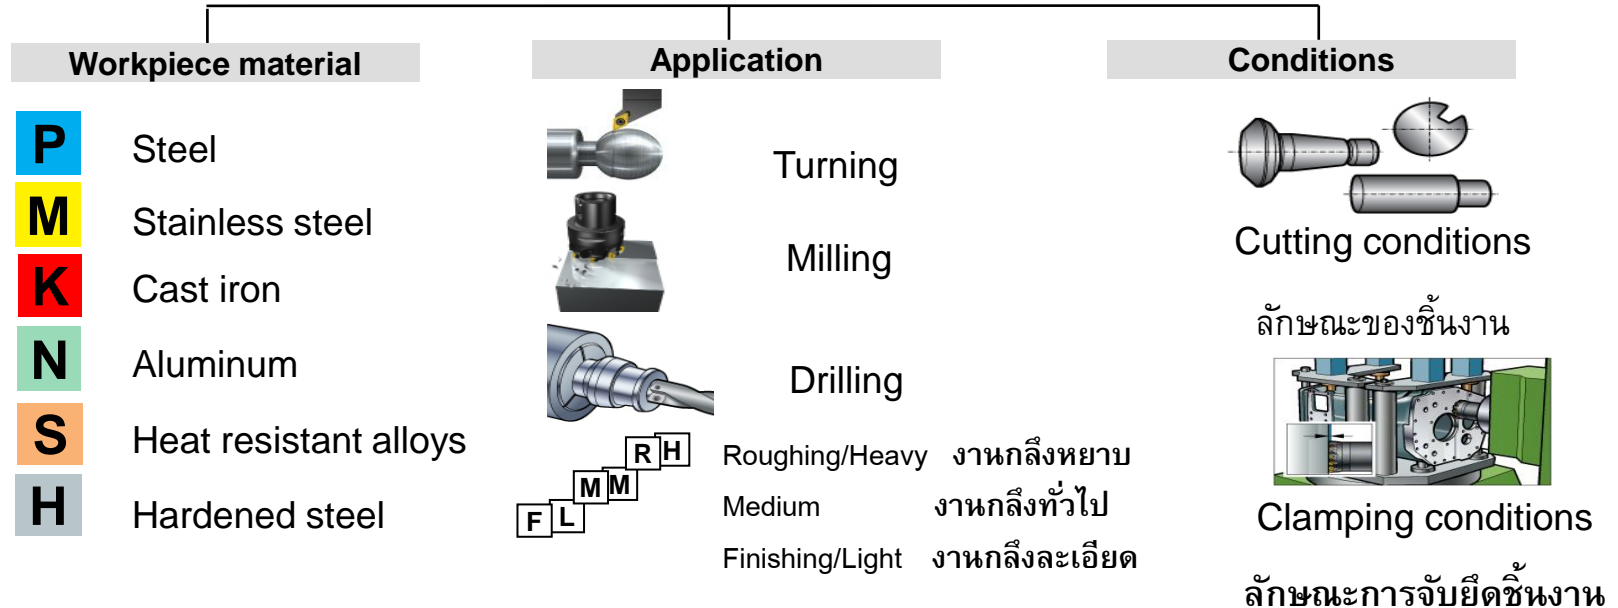 Workpiece material
P Steel
M Stainless steel
K Cast iron
N Aluminum
S Heat resistant alloys
H Hardened steel
Application
Turning
Milling
Drilling
R H
M M
F L
Roughing/Heavy งานกลึงหยาบ
Medium งานกลึงทั่วไป
Finishing/Light งานกลึงละเอียด
Conditions
Cutting conditions
ลักษณะของชิ้นงาน
Clamping conditions
ลักษณะการจับยึดชิ้นงาน